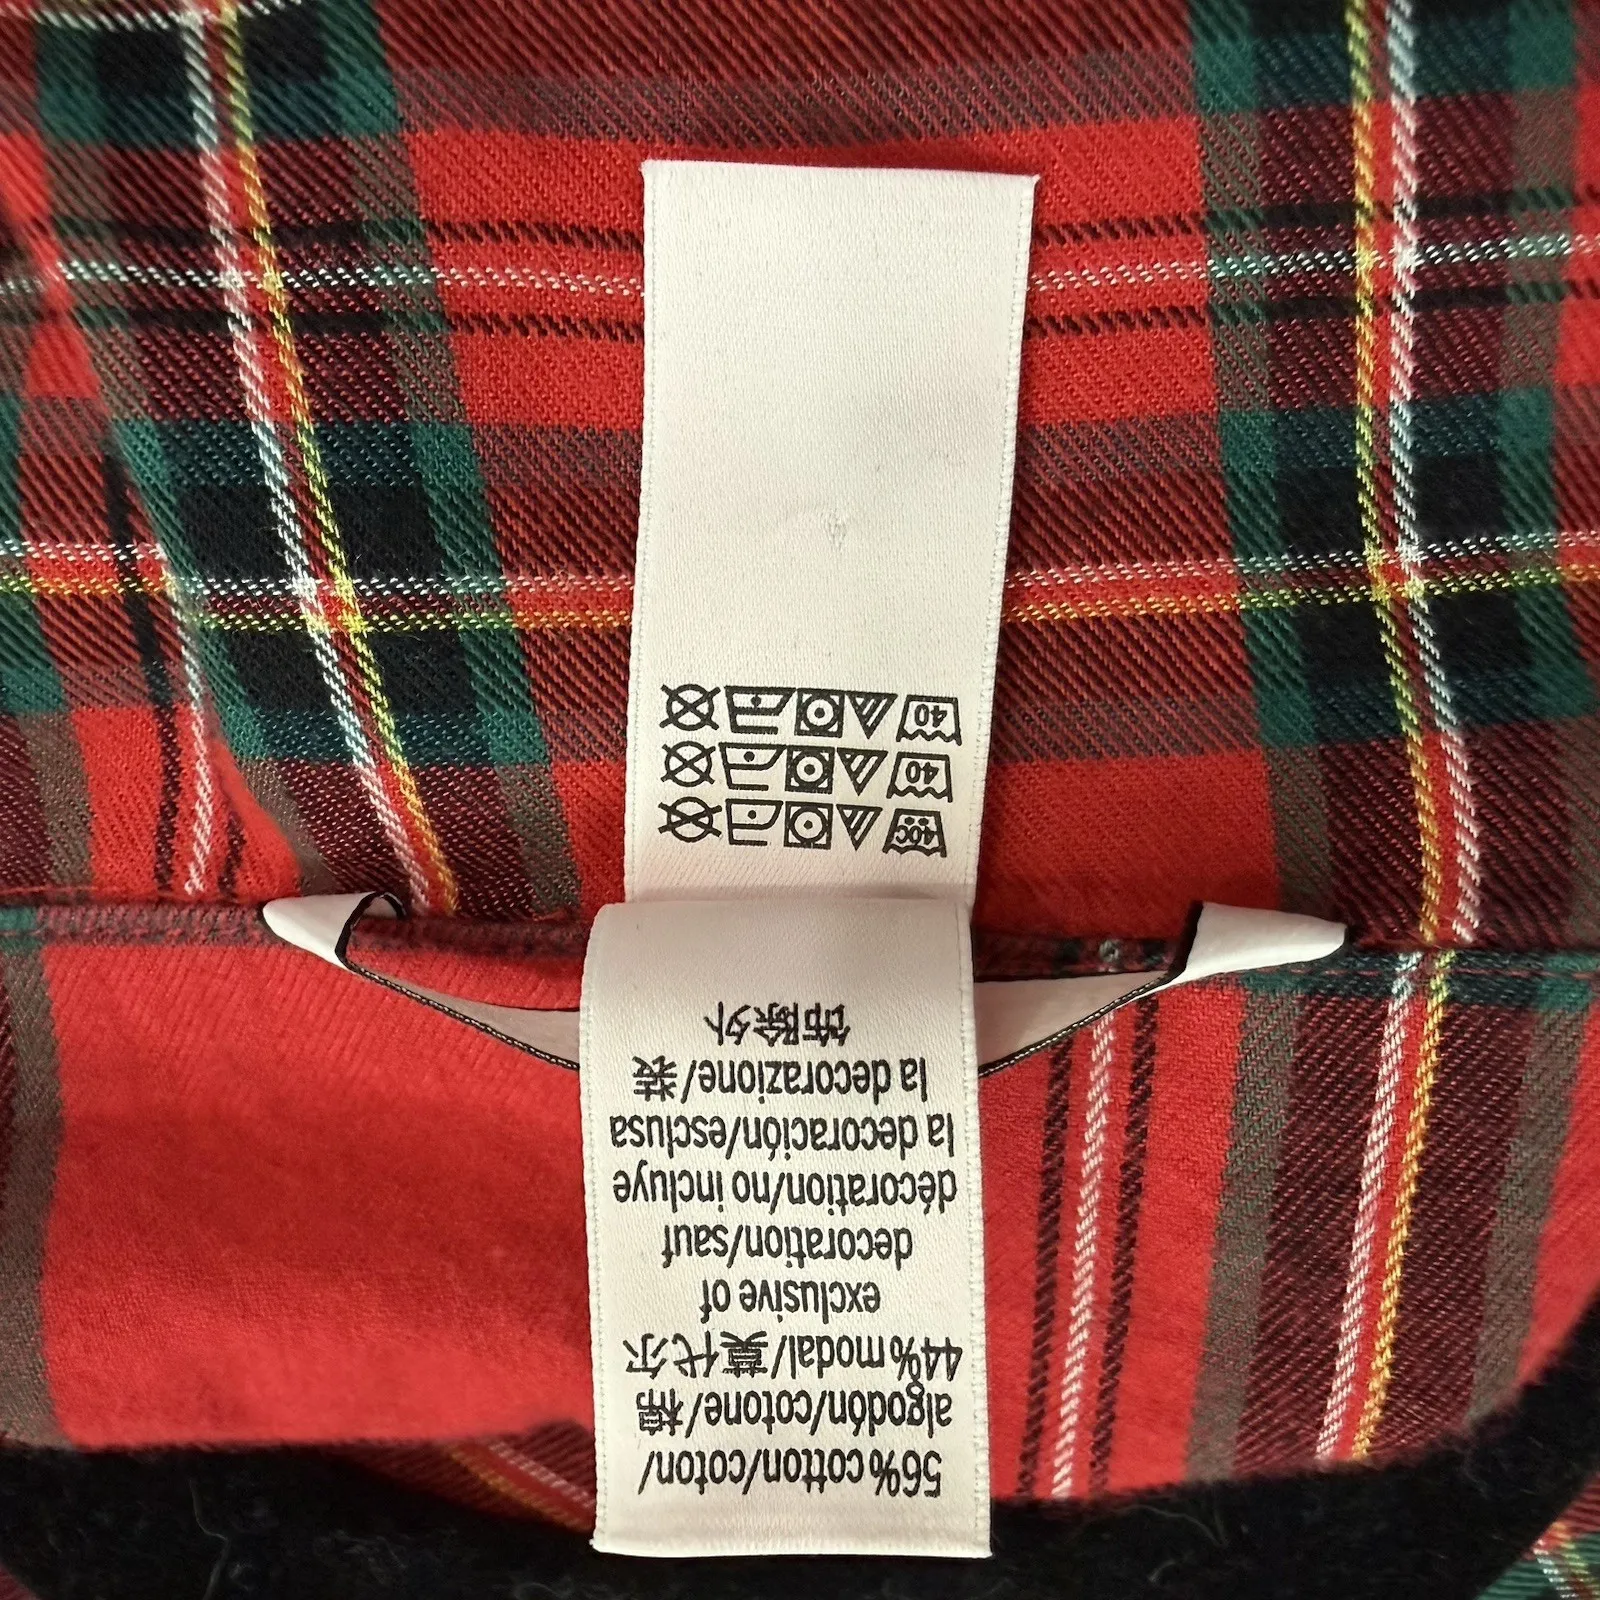 56% cotton/coton/
algodón/cotone/棉
44% modal/莫代尔
exclusive of
decoration/sauf
décoration/no incluye
la decoración/esclusa
la decorazione/装
饰除外
40C
40
40